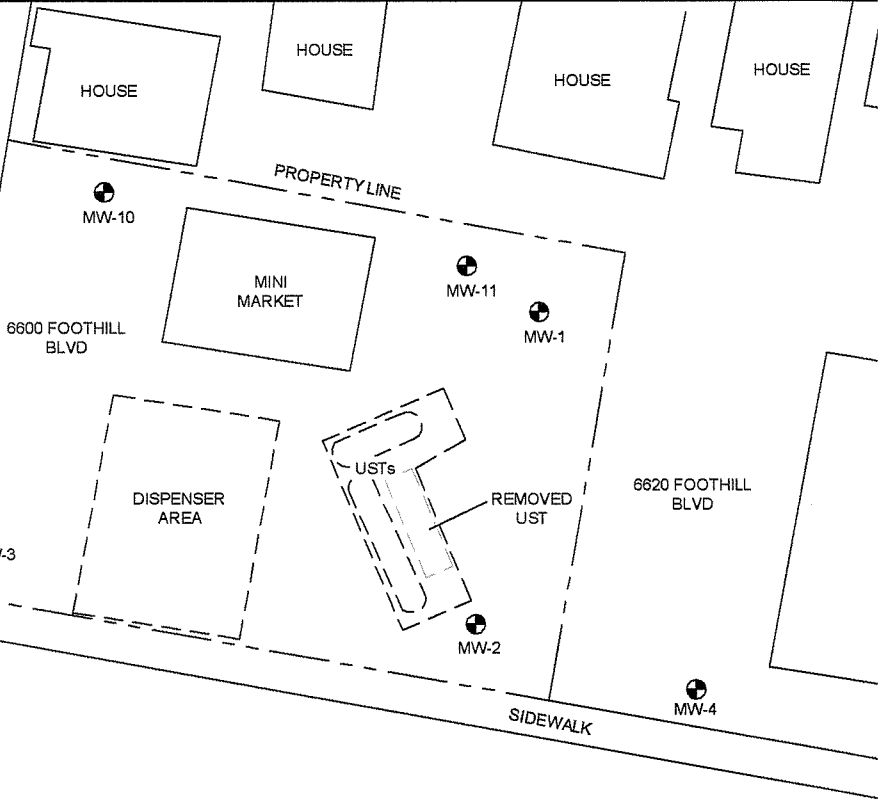 HOUSE
HOUSE
HOUSE
HOUSE
PROPERTY LINE
MW-10
MINI
MARKET
MW-11
MW-1
6600 FOOTHILL
BLVD
USTs
DISPENSER
AREA
REMOVED
UST
6620 FOOTHILL
BLVD
-3
MW-2
MW-4
SIDEWALK